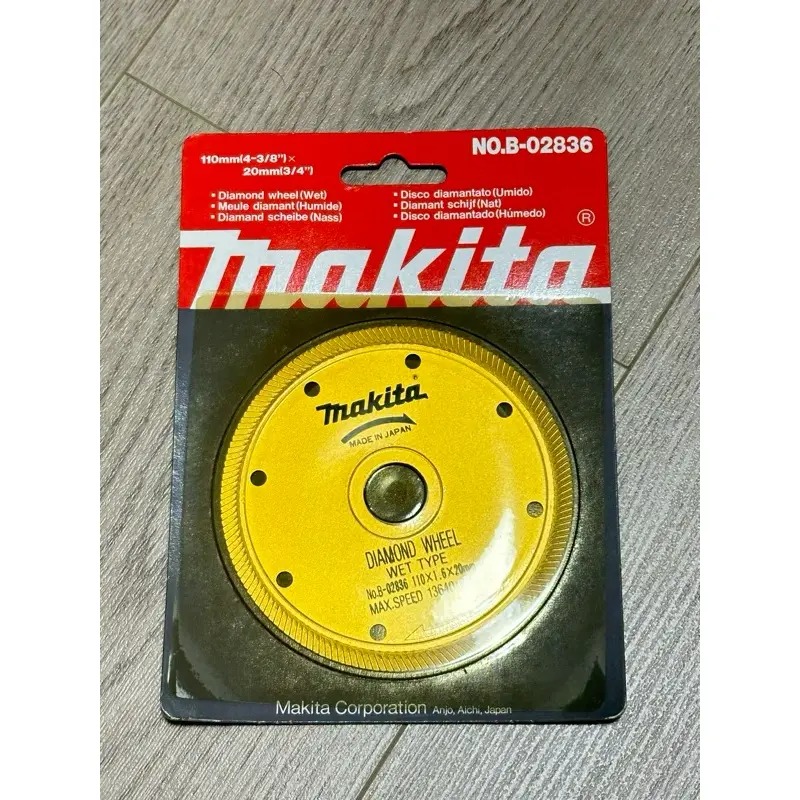 NO.B-02836
110mm(4-3/8")×
20mm(3/4")
▪ Diamond wheel(Wet)
▪ Meule diamant(Humide)
▪ Diamand scheibe(Nass)
▪ Disco diamantato(Umido)
▪ Diamant schijf(Nat)
▪ Disco diamantado(Húmedo)
makita®
makita®
MADE IN JAPAN
DIAMOND WHEEL
WET TYPE
No.B-02836 110×1.6×20mm
MAX.SPEED 13640
Makita Corporation Anjo, Aichi, Japan